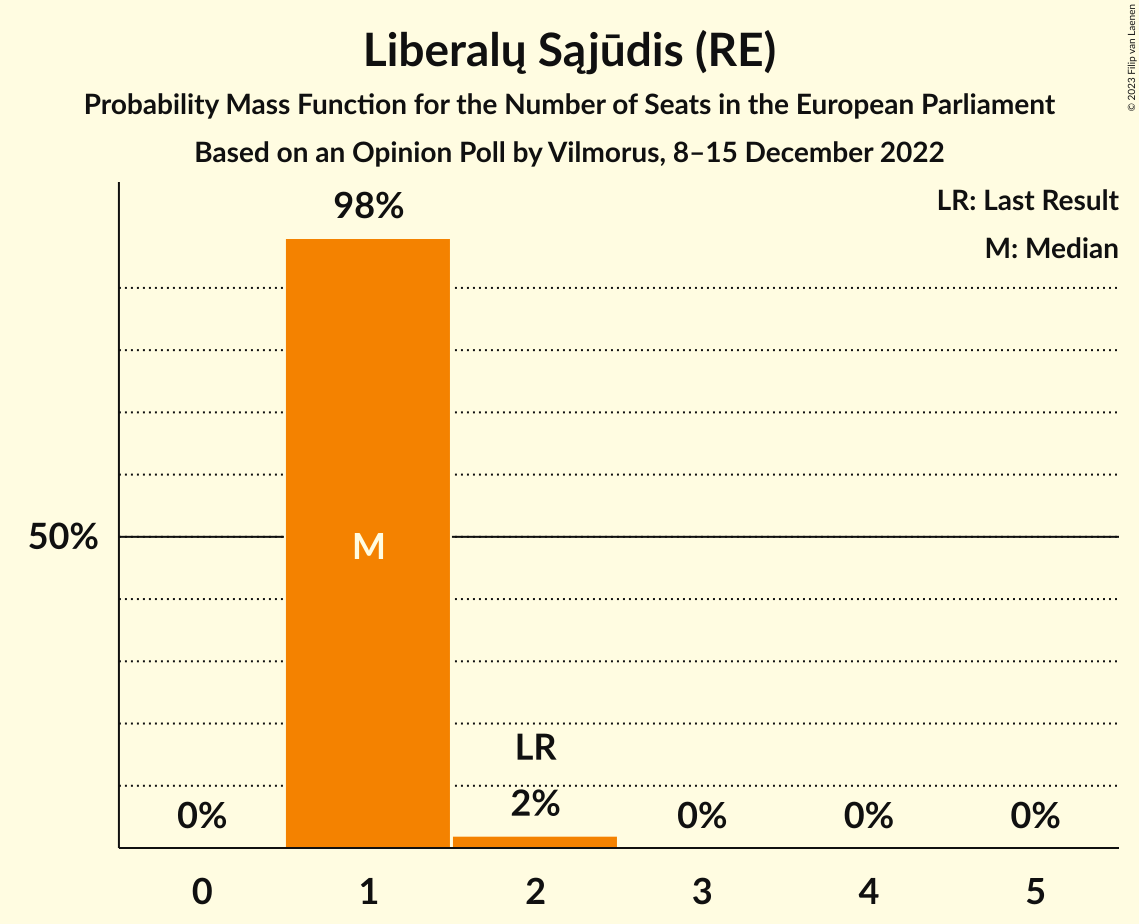 Liberalų Sąjūdis (RE)
Probability Mass Function for the Number of Seats in the European Parliament
Based on an Opinion Poll by Vilmorus, 8–15 December 2022
© 2023 Filip van Laenen
LR: Last Result
M: Median
98%
50%
M
LR
0%
2%
0%
0%
0%
0
1
2
3
4
5